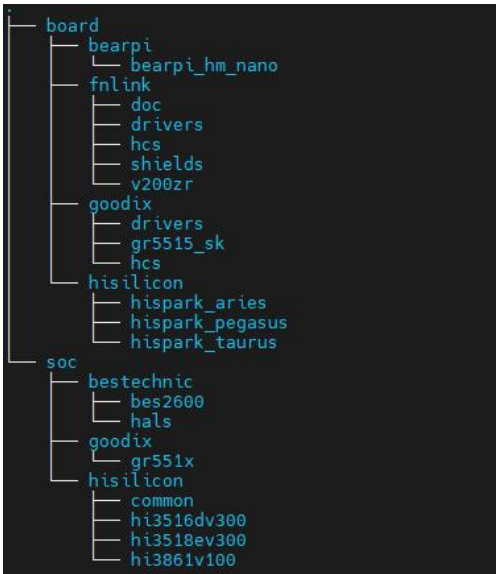 .
├── board
│   ├── bearpi
│   │   └── bearpi_hm_nano
│   ├── fnlink
│   │   ├── doc
│   │   ├── drivers
│   │   ├── hcs
│   │   ├── shields
│   │   └── v200zr
│   ├── goodix
│   │   ├── drivers
│   │   ├── gr5515_sk
│   │   └── hcs
│   └── hisilicon
│       ├── hispark_aries
│       ├── hispark_pegasus
│       └── hispark_taurus
└── soc
    ├── bestechnic
    │   ├── bes2600
    │   └── hals
    ├── goodix
    │   └── gr551x
    └── hisilicon
        ├── common
        ├── hi3516dv300
        ├── hi3518ev300
        └── hi3861v100